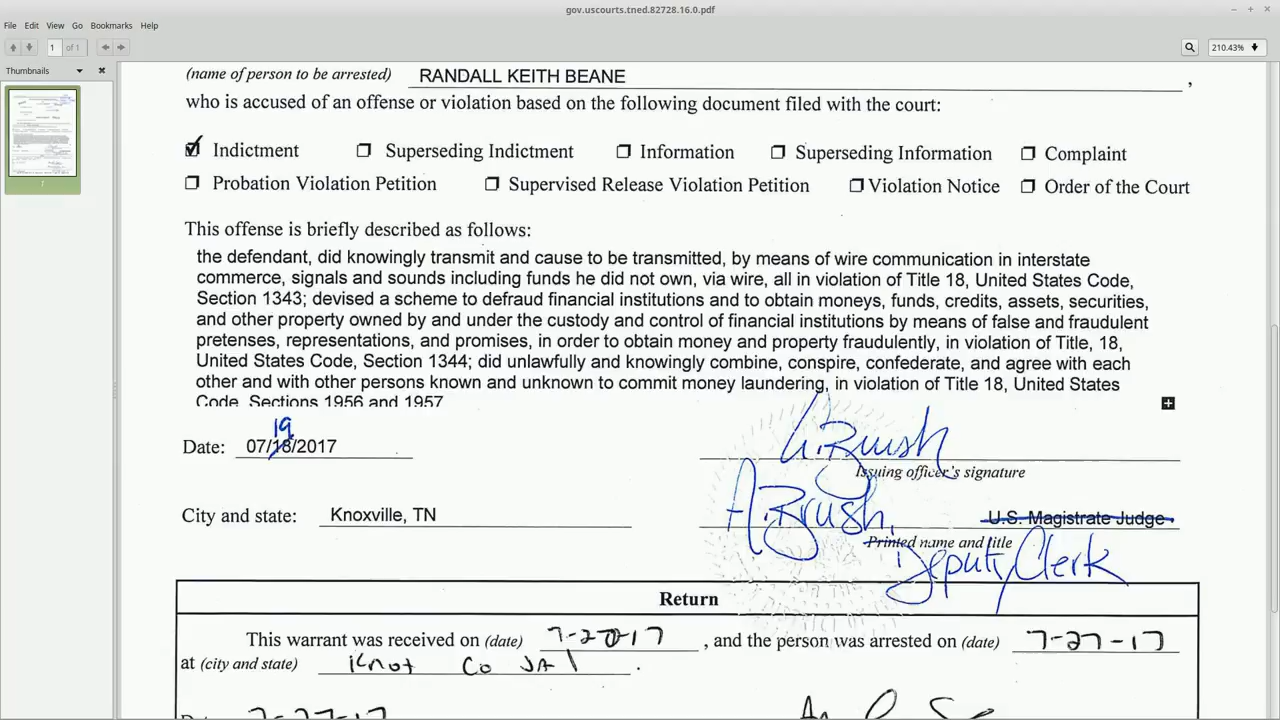 gov.uscourts.tned.82728.16.0.pdf
File Edit View Go Bookmarks Help
1 of 1 210.43%
Thumbnails
(name of person to be arrested) RANDALL KEITH BEANE ,
who is accused of an offense or violation based on the following document filed with the court:
Indictment Superseding Indictment Information Superseding Information Complaint
Probation Violation Petition Supervised Release Violation Petition Violation Notice Order of the Court
This offense is briefly described as follows:
the defendant, did knowingly transmit and cause to be transmitted, by means of wire communication in interstate
commerce, signals and sounds including funds he did not own, via wire, all in violation of Title 18, United States Code,
Section 1343; devised a scheme to defraud financial institutions and to obtain moneys, funds, credits, assets, securities,
and other property owned by and under the custody and control of financial institutions by means of false and fraudulent
pretenses, representations, and promises, in order to obtain money and property fraudulently, in violation of Title, 18,
United States Code, Section 1344; did unlawfully and knowingly combine, conspire, confederate, and agree with each
other and with other persons known and unknown to commit money laundering, in violation of Title 18, United States
Code, Sections 1956 and 1957
19
Date: 07/18/2017 A. Brush
Issuing officer's signature
City and state: Knoxville, TN A. Brush, U.S. Magistrate Judge
Printed name and title
Deputy Clerk
Return
This warrant was received on (date) 7-20-17 , and the person was arrested on (date) 7-27-17
at (city and state) Knox Co JAI .
7-27-17